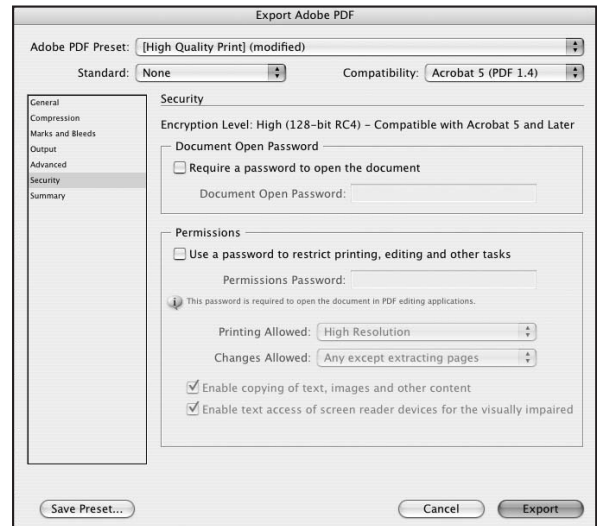 Export Adobe PDF
Adobe PDF Preset: [High Quality Print] (modified)
Standard: None Compatibility: Acrobat 5 (PDF 1.4)
General
Compression
Marks and Bleeds
Output
Advanced
Security
Summary
Security
Encryption Level: High (128-bit RC4) – Compatible with Acrobat 5 and Later
Document Open Password
Require a password to open the document
Document Open Password:
Permissions
Use a password to restrict printing, editing and other tasks
Permissions Password:
This password is required to open the document in PDF editing applications.
Printing Allowed: High Resolution
Changes Allowed: Any except extracting pages
Enable copying of text, images and other content
Enable text access of screen reader devices for the visually impaired
Save Preset... Cancel Export